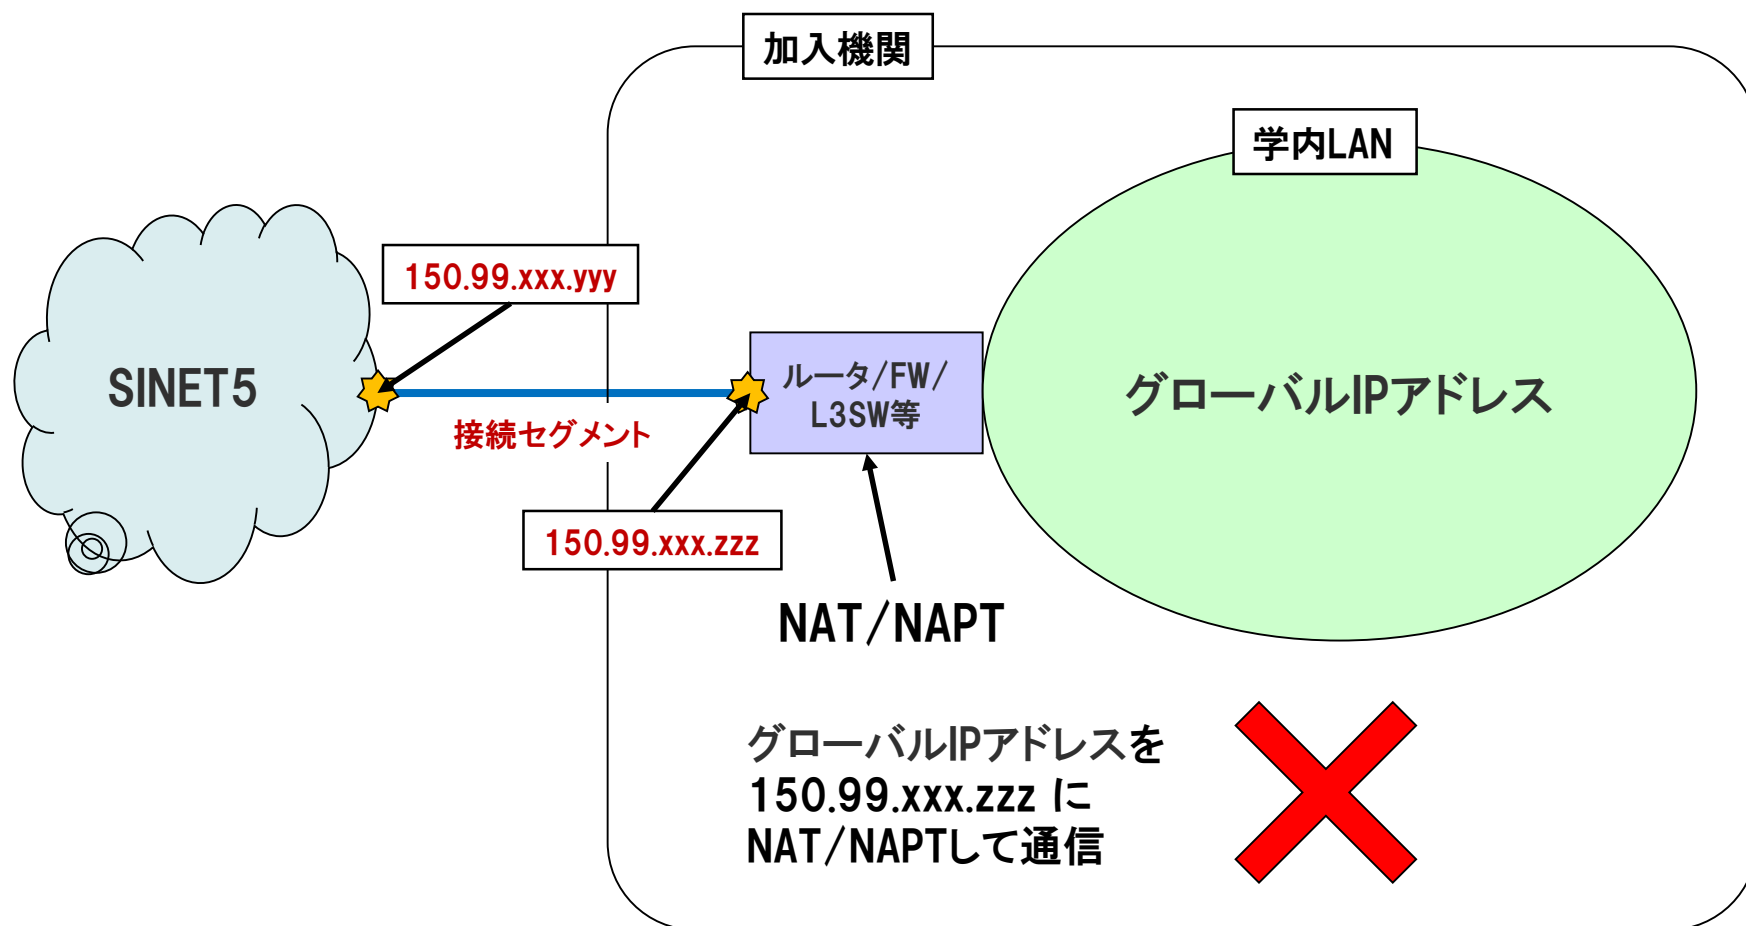 加入機関
学内LAN
150.99.xxx.yyy
SINET5
ルータ/FW/
L3SW等
グローバルIPアドレス
接続セグメント
150.99.xxx.zzz
NAT/NAPT
グローバルIPアドレスを
150.99.xxx.zzz に
NAT/NAPTして通信